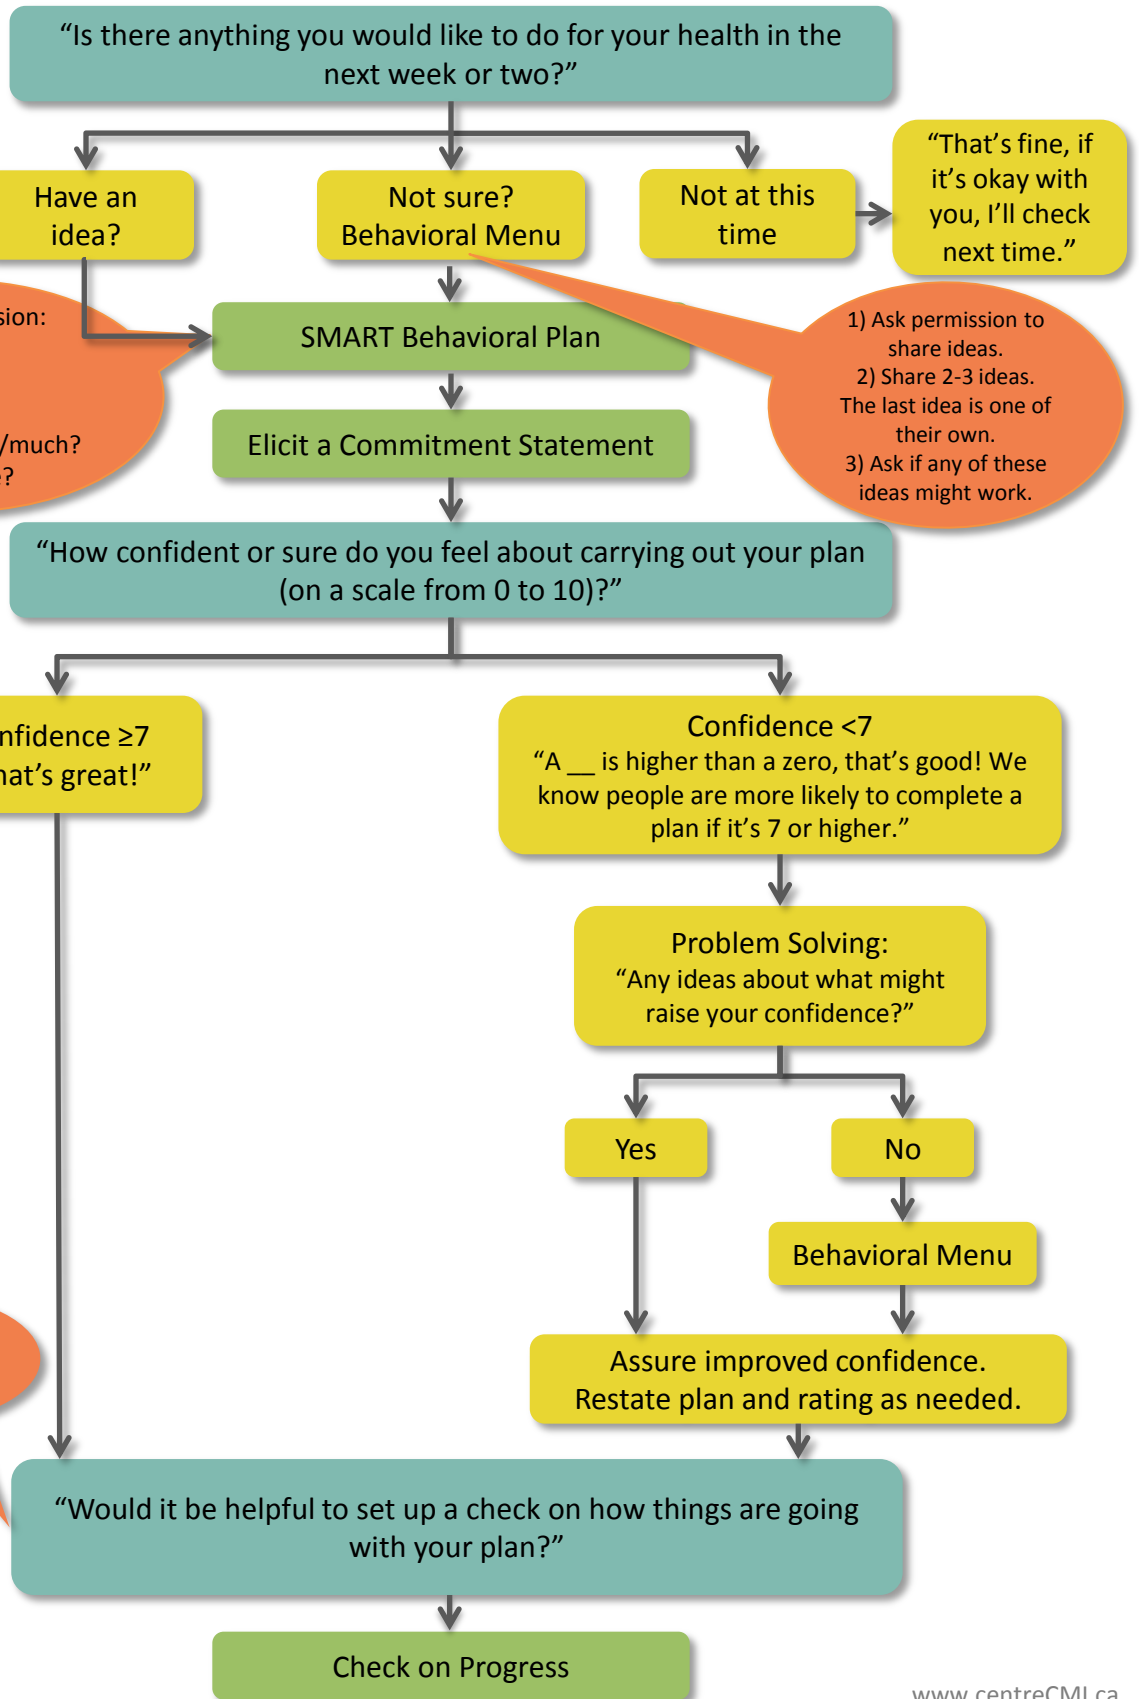 “Is there anything you would like to do for your health in the
next week or two?”
Have an
idea?
Not sure?
Behavioral Menu
Not at this
time
“That’s fine, if
it’s okay with
you, I’ll check
next time.”
SMART Behavioral Plan
1) Ask permission to
share ideas.
2) Share 2-3 ideas.
The last idea is one of
their own.
3) Ask if any of these
ideas might work.
/much?
Elicit a Commitment Statement
“How confident or sure do you feel about carrying out your plan
(on a scale from 0 to 10)?”
nfidence ≥7
hat’s great!”
Confidence <7
“A __ is higher than a zero, that’s good! We
know people are more likely to complete a
plan if it’s 7 or higher.”
Problem Solving:
“Any ideas about what might
raise your confidence?”
Yes
No
Behavioral Menu
Assure improved confidence.
Restate plan and rating as needed.
“Would it be helpful to set up a check on how things are going
with your plan?”
Check on Progress
www.centreCMI.ca